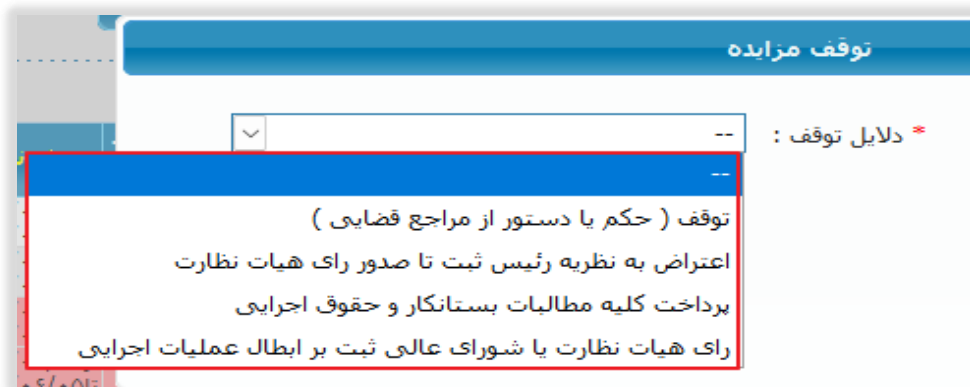 توقف مزایده
* دلایل توقف : --
--
توقف ( حکم یا دستور از مراجع قضایی )
اعتراض به نظریه رئیس ثبت تا صدور رای هیات نظارت
پرداخت کلیه مطالبات بستانکار و حقوق اجرایی
رای هیات نظارت یا شورای عالی ثبت بر ابطال عملیات اجرایی